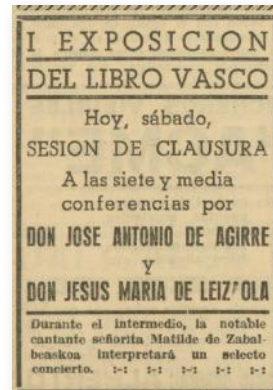 I EXPOSICION
DEL LIBRO VASCO
Hoy, sábado,
SESION DE CLAUSURA
A las siete y media
conferencias por
DON JOSE ANTONIO DE AGIRRE
Y
DON JESUS MARIA DE LEIZ'OLA
Durante el intermedio, la notable
cantante señorita Matilde de Zabal-
benskoa interpretará un selecto
concierto. :-: :-: :-: :-: :-: